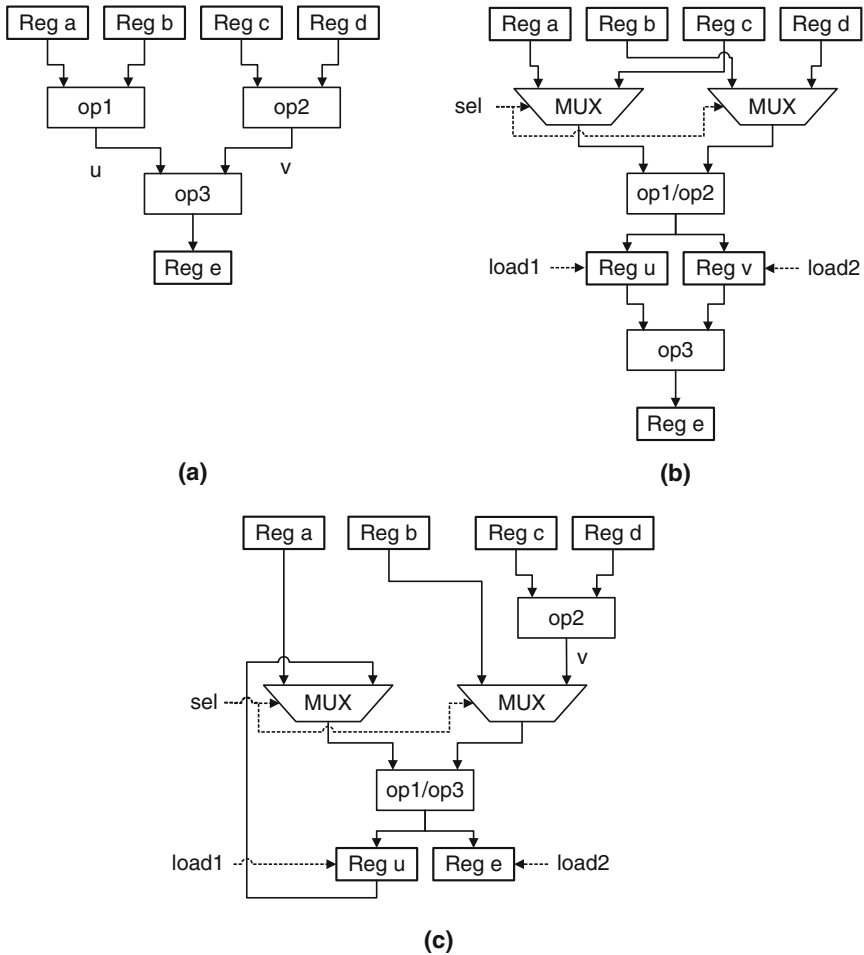 Reg a Reg b Reg c Reg d
op1 op2
u v
op3
Reg e
(a)
Reg a Reg b Reg c Reg d
sel MUX MUX
op1/op2
load1 Reg u Reg v load2
op3
Reg e
(b)
Reg a Reg b Reg c Reg d
op2
v
sel MUX MUX
op1/op3
load1 Reg u Reg e load2
(c)